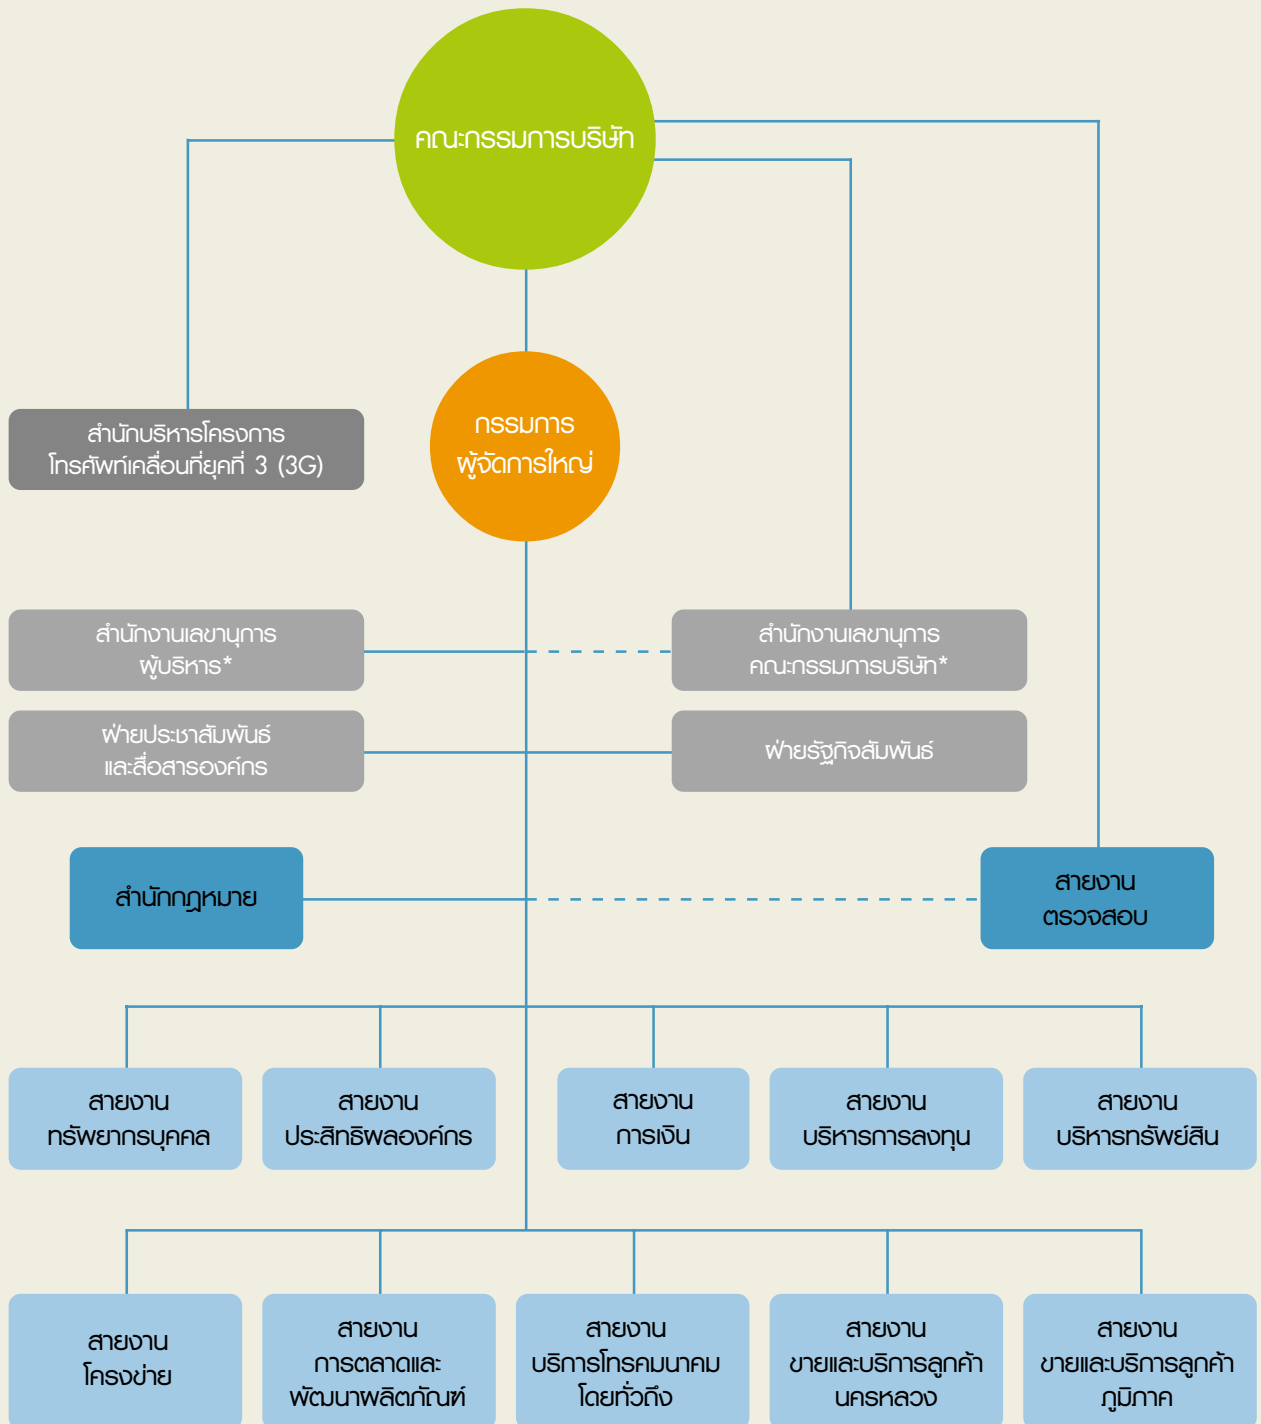 คณะกรรมการบริษัท
กรรมการ
ผู้จัดการใหญ่
สำนักบริหารโครงการ
โทรศัพท์เคลื่อนที่ยุคที่ 3 (3G)
สำนักงานเลขานุการ
ผู้บริหาร*
สำนักงานเลขานุการ
คณะกรรมการบริษัท*
ฝ่ายประชาสัมพันธ์
และสื่อสารองค์กร
ฝ่ายรัฐกิจสัมพันธ์
สำนักกฎหมาย
สายงาน
ตรวจสอบ
สายงาน
ทรัพยากรบุคคล
สายงาน
ประสิทธิผลองค์กร
สายงาน
การเงิน
สายงาน
บริหารการลงทุน
สายงาน
บริหารทรัพย์สิน
สายงาน
โครงข่าย
สายงาน
การตลาดและ
พัฒนาผลิตภัณฑ์
สายงาน
บริการโทรคมนาคม
โดยทั่วถึง
สายงาน
ขายและบริการลูกค้า
นครหลวง
สายงาน
ขายและบริการลูกค้า
ภูมิภาค